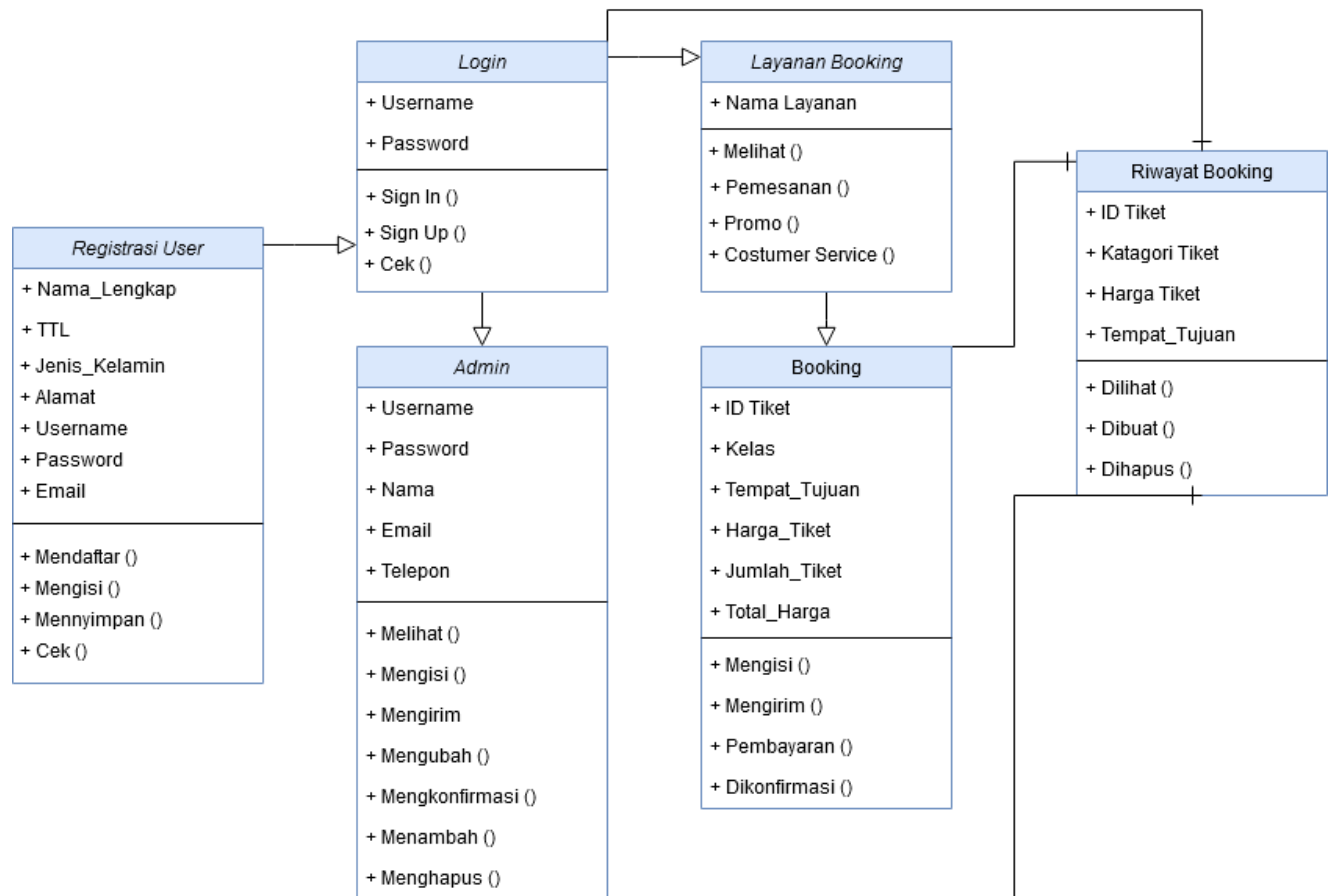 Login
+ Username
+ Password
+ Sign In ()
+ Sign Up ()
+ Cek ()
Layanan Booking
+ Nama Layanan
+ Melihat ()
+ Pemesanan ()
+ Promo ()
+ Costumer Service ()
Riwayat Booking
+ ID Tiket
+ Katagori Tiket
+ Harga Tiket
+ Tempat_Tujuan
+ Dilihat ()
+ Dibuat ()
+ Dihapus ()
Registrasi User
+ Nama_Lengkap
+ TTL
+ Jenis_Kelamin
+ Alamat
+ Username
+ Password
+ Email
+ Mendaftar ()
+ Mengisi ()
+ Mennyimpan ()
+ Cek ()
Admin
+ Username
+ Password
+ Nama
+ Email
+ Telepon
+ Melihat ()
+ Mengisi ()
+ Mengirim
+ Mengubah ()
+ Mengkonfirmasi ()
+ Menambah ()
+ Menghapus ()
Booking
+ ID Tiket
+ Kelas
+ Tempat_Tujuan
+ Harga_Tiket
+ Jumlah_Tiket
+ Total_Harga
+ Mengisi ()
+ Mengirim ()
+ Pembayaran ()
+ Dikonfirmasi ()